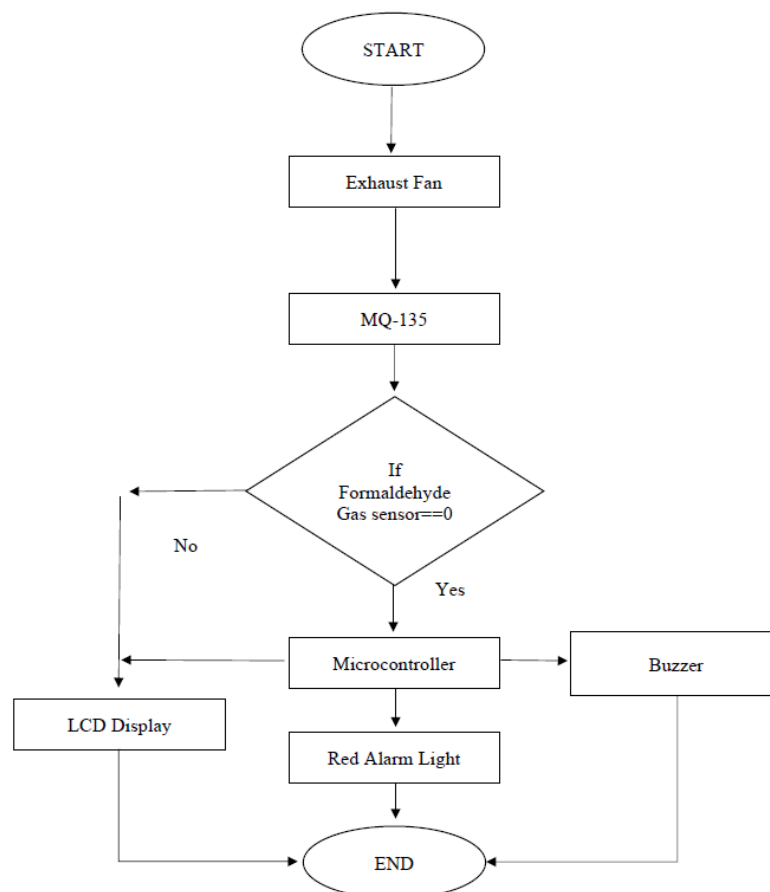 START
Exhaust Fan
MQ-135
If
Formaldehyde
Gas sensor==0
No
Yes
Microcontroller
Buzzer
LCD Display
Red Alarm Light
END